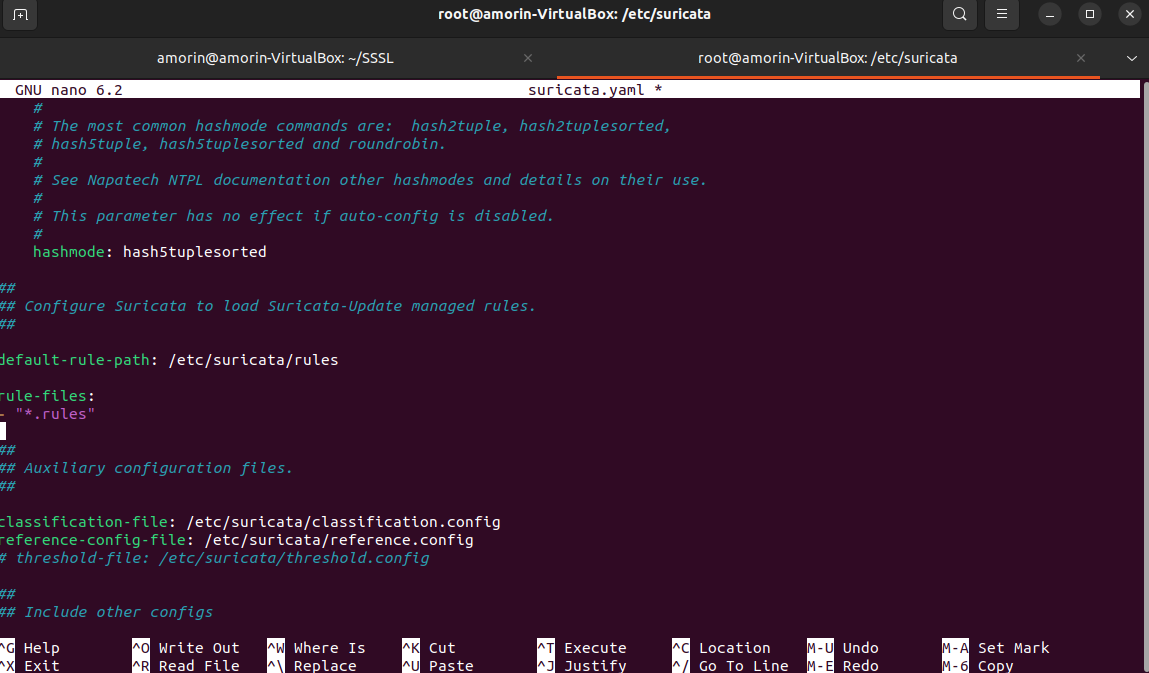 root@amorin-VirtualBox: /etc/suricata
amorin@amorin-VirtualBox: ~/SSSL
root@amorin-VirtualBox: /etc/suricata
GNU nano 6.2 suricata.yaml *
#
# The most common hashmode commands are:  hash2tuple, hash2tuplesorted,
# hash5tuple, hash5tuplesorted and roundrobin.
#
# See Napatech NTPL documentation other hashmodes and details on their use.
#
# This parameter has no effect if auto-config is disabled.
#
hashmode: hash5tuplesorted
##
## Configure Suricata to load Suricata-Update managed rules.
##
default-rule-path: /etc/suricata/rules
rule-files:
- "*.rules"
##
## Auxiliary configuration files.
##
classification-file: /etc/suricata/classification.config
reference-config-file: /etc/suricata/reference.config
# threshold-file: /etc/suricata/threshold.config
##
## Include other configs
^G Help ^O Write Out ^W Where Is ^K Cut ^T Execute ^C Location M-U Undo M-A Set Mark
^X Exit ^R Read File ^\ Replace ^U Paste ^J Justify ^/ Go To Line M-E Redo M-6 Copy